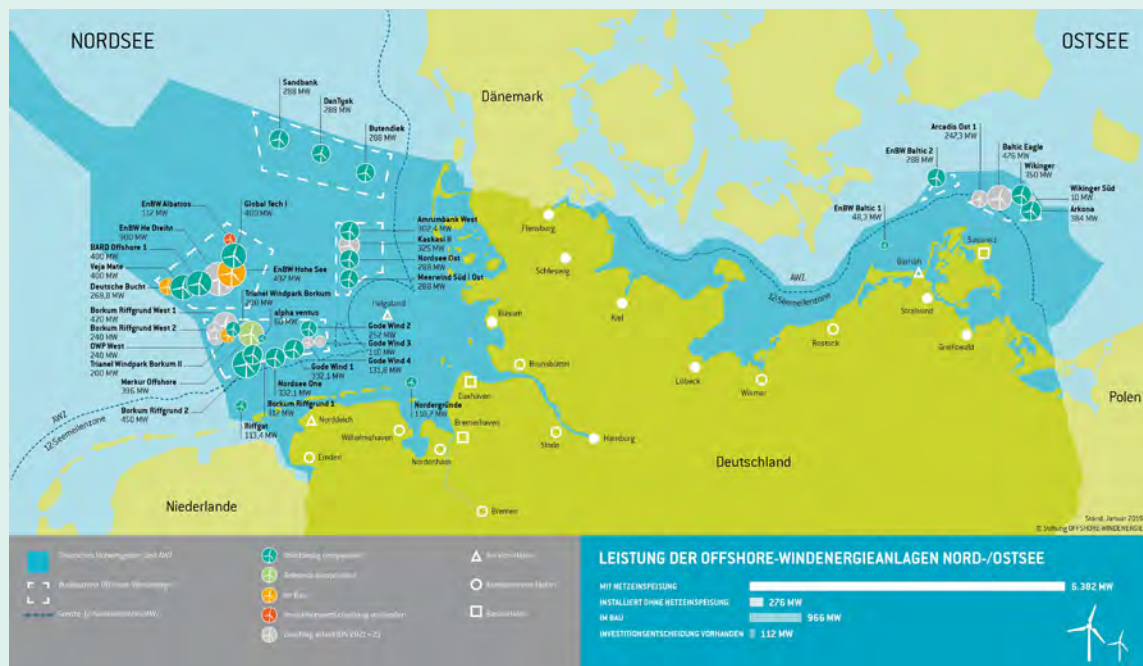 NORDSEE
OSTSEE
Dänemark
Sandbank
288 MW
DanTysk
288 MW
Butendiek
288 MW
EnBW Albatros
112 MW
Global Tech I
400 MW
EnBW He Dreiht
900 MW
BARD Offshore 1
400 MW
Veja Mate
400 MW
Deutsche Bucht
EnBW Hohe See
Trianel Windpark Borkum
200 MW
alpha ventus
60 MW
Borkum Riffgrund West 1
420 MW
Borkum Riffgrund West 2
240 MW
OWP West
240 MW
Trianel Windpark Borkum II
200 MW
Merkur Offshore
396 MW
Borkum Riffgrund 2
450 MW
Amrumbank West
302,4 MW
Kaskasi II
325 MW
Nordsee Ost
288 MW
Meerwind Süd | Ost
288 MW
Helgoland
Gode Wind 2
252 MW
Gode Wind 3
110 MW
Gode Wind 4
131,8 MW
Gode Wind 1
332,1 MW
Nordsee One
332,1 MW
Borkum Riffgrund 1
312 MW
Riffgat
113,4 MW
Nordergründe
110,7 MW
Arcadis Ost 1
247,3 MW
Baltic Eagle
476 MW
EnBW Baltic 2
288 MW
Wikinger
350 MW
Wikinger Süd
10 MW
Arkona
384 MW
EnBW Baltic 1
48,3 MW
AWZ
12-Seemeilenzone
AWZ
12-Seemeilenzone
Flensburg
Schleswig
Kiel
Büsum
Brunsbüttel
Cuxhaven
Bremerhaven
Norddeich
Wilhelmshaven
Emden
Nordenham
Stade
Hamburg
Bremen
Lübeck
Wismar
Rostock
Barhöft
Stralsund
Sassnitz
Greifswald
Niederlande
Deutschland
Polen
Stand: Januar 2019
© Stiftung OFFSHORE-WINDENERGIE
Im Bau
LEISTUNG DER OFFSHORE-WINDENERGIEANLAGEN NORD-/OSTSEE
MIT NETZEINSPEISUNG
6.382 MW
INSTALLIERT OHNE NETZEINSPEISUNG
276 MW
IM BAU
966 MW
INVESTITIONSENTSCHEIDUNG VORHANDEN
112 MW